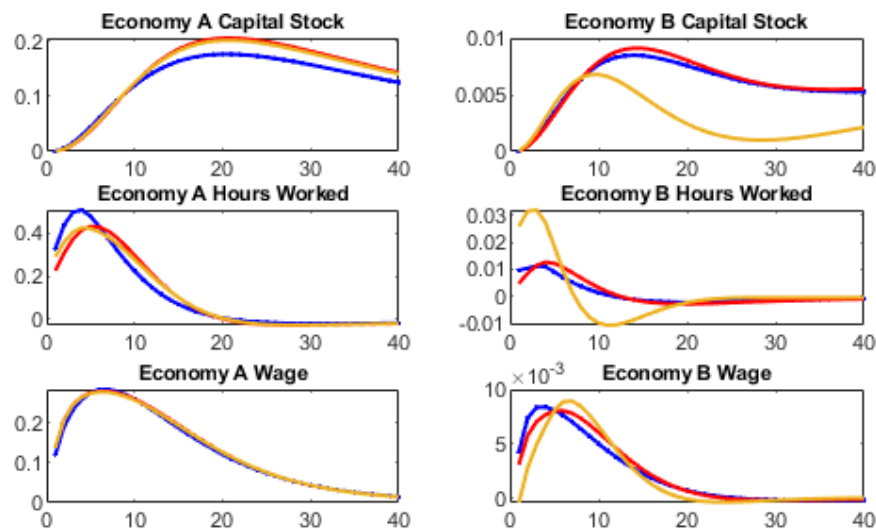 Economy A Capital Stock
0.2
0.1
0
0 10 20 30 40
Economy B Capital Stock
0.01
0.005
0
0 10 20 30 40
Economy A Hours Worked
0.4
0.2
0
0 10 20 30 40
Economy B Hours Worked
0.03
0.02
0.01
0
-0.01
0 10 20 30 40
Economy A Wage
0.2
0.1
0
0 10 20 30 40
Economy B Wage
10 × 10⁻³
5
0
0 10 20 30 40